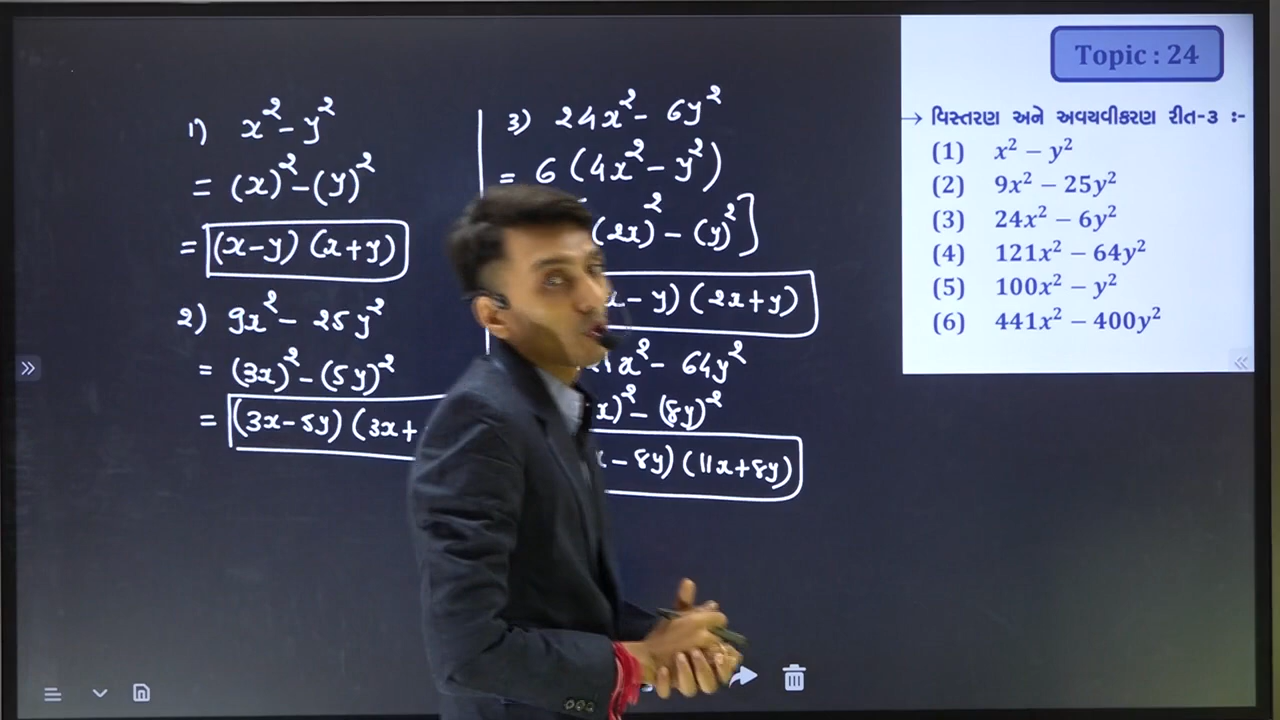 1) x² - y²
= (x)² - (y)²
= (x-y) (x+y)
2) 9x² - 25y²
= (3x)² - (5y)²
= (3x-5y) (3x+
3) 24x² - 6y²
= 6 (4x² - y²)
(2x)² - (y)²]
x - y) (2x+y)
1x² - 64y²
x)² - (8y)²
x - 8y) (11x+8y)
Topic : 24
→ વિસ્તરણ અને અવયવીકરણ રીત-૩ :-
(1) x² − y²
(2) 9x² − 25y²
(3) 24x² − 6y²
(4) 121x² − 64y²
(5) 100x² − y²
(6) 441x² − 400y²